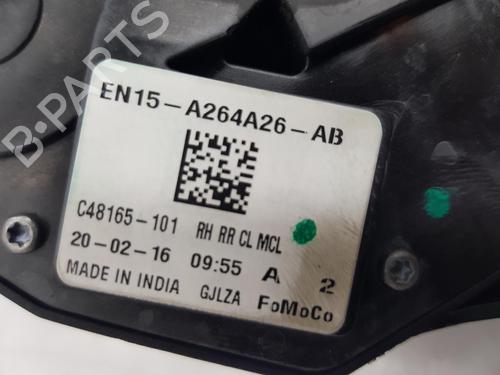 B-PARTS
EN15-A264A26-AB
C48165-101 RH RR CL MCL
20-02-16 09:55 A 2
MADE IN INDIA GJLZA FoMoCo